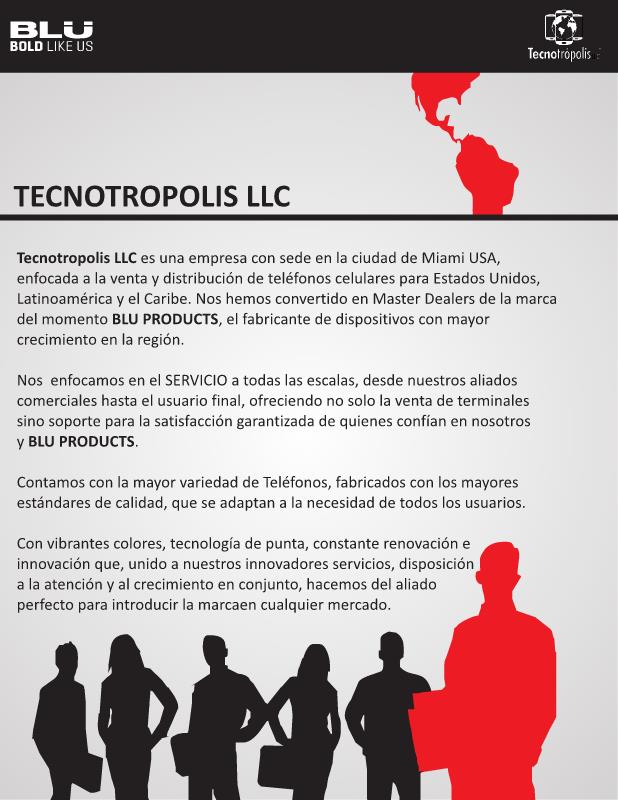 BLU
BOLD LIKE US
Tecnotrópolis
TECNOTROPOLIS LLC
Tecnotropolis LLC es una empresa con sede en la ciudad de Miami USA,
enfocada a la venta y distribución de teléfonos celulares para Estados Unidos,
Latinoamérica y el Caribe. Nos hemos convertido en Master Dealers de la marca
del momento BLU PRODUCTS, el fabricante de dispositivos con mayor
crecimiento en la región.
Nos  enfocamos en el SERVICIO a todas las escalas, desde nuestros aliados
comerciales hasta el usuario final, ofreciendo no solo la venta de terminales
sino soporte para la satisfacción garantizada de quienes confían en nosotros
y BLU PRODUCTS.
Contamos con la mayor variedad de Teléfonos, fabricados con los mayores
estándares de calidad, que se adaptan a la necesidad de todos los usuarios.
Con vibrantes colores, tecnología de punta, constante renovación e
innovación que, unido a nuestros innovadores servicios, disposición
a la atención y al crecimiento en conjunto, hacemos del aliado
perfecto para introducir la marcaen cualquier mercado.